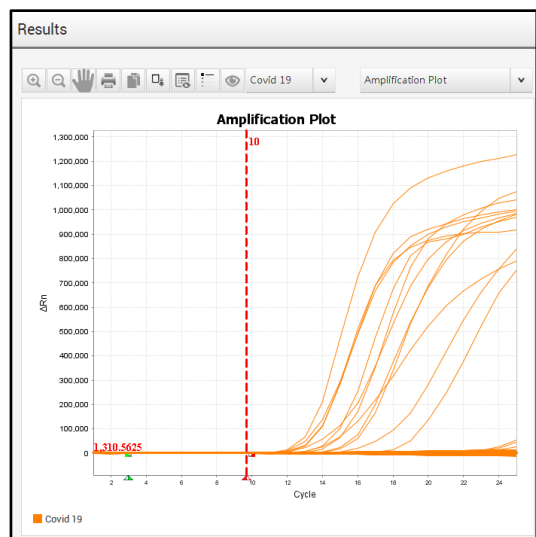 Results
Covid 19
Amplification Plot
Amplification Plot
10
1,300,000
1,200,000
1,100,000
1,000,000
900,000
800,000
700,000
600,000
500,000
400,000
300,000
200,000
100,000
0
ΔRn
1,310.5625
2 4 6 8 10 12 14 16 18 20 22 24
Cycle
Covid 19